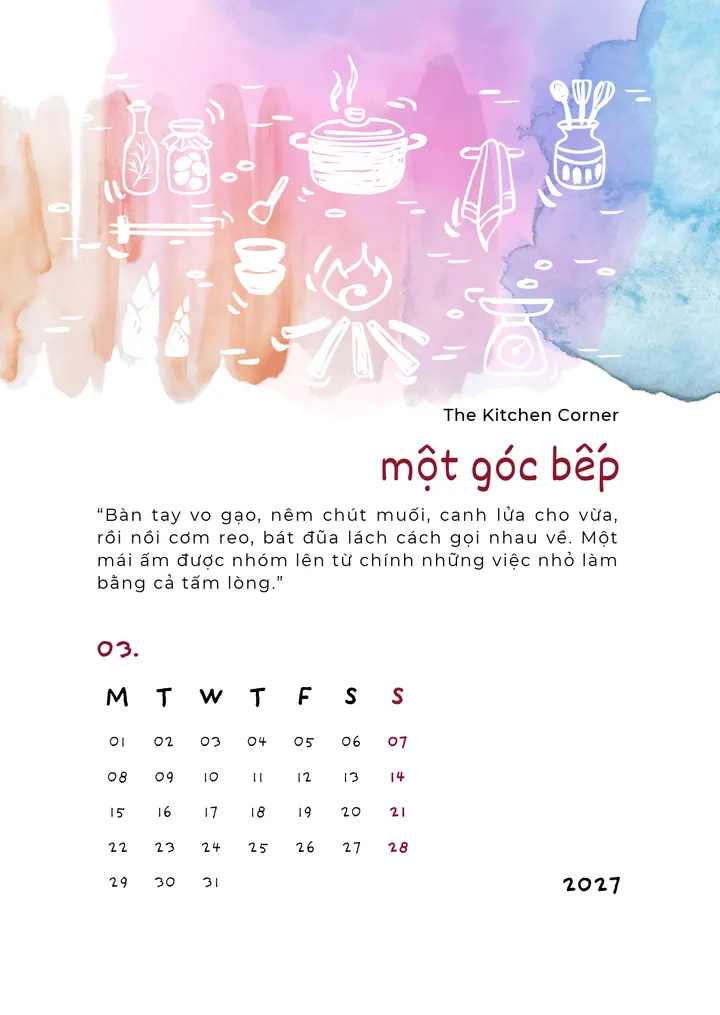 The Kitchen Corner
một góc bếp
“Bàn tay vo gạo, nêm chút muối, canh lửa cho vừa,
rồi nồi cơm reo, bát đũa lách cách gọi nhau về. Một
mái ấm được nhóm lên từ chính những việc nhỏ làm
bằng cả tấm lòng.”
03.
M T W T F S S
01 02 03 04 05 06 07
08 09 10 11 12 13 14
15 16 17 18 19 20 21
22 23 24 25 26 27 28
29 30 31
2027